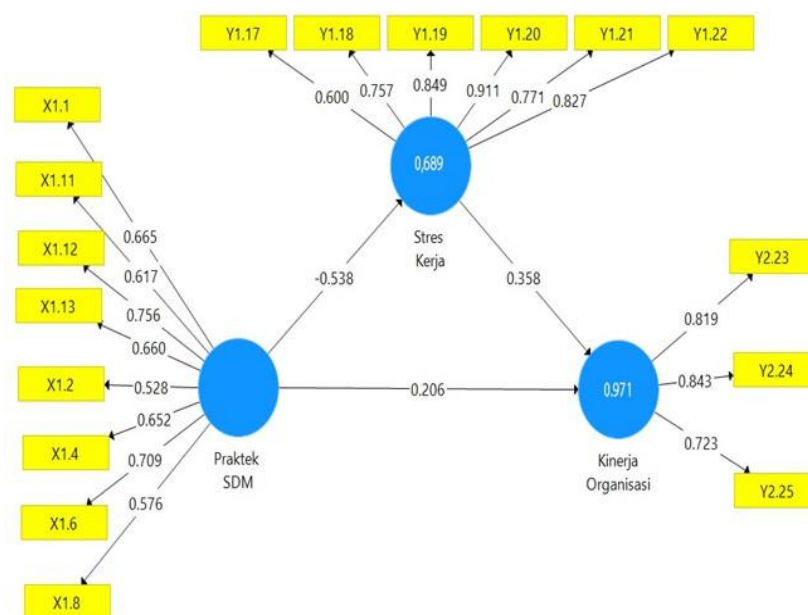 Y1.17
Y1.18
Y1.19
Y1.20
Y1.21
Y1.22
0.600
0.757
0.849
0.911
0.771
0.827
X1.1
X1.11
X1.12
X1.13
X1.2
X1.4
X1.6
X1.8
0.665
0.617
0.756
0.660
0.528
0.652
0.709
0.576
0,689
Stres
Kerja
-0.538
0.358
0.206
Praktek
SDM
0.971
Kinerja
Organisasi
0.819
0.843
0.723
Y2.23
Y2.24
Y2.25